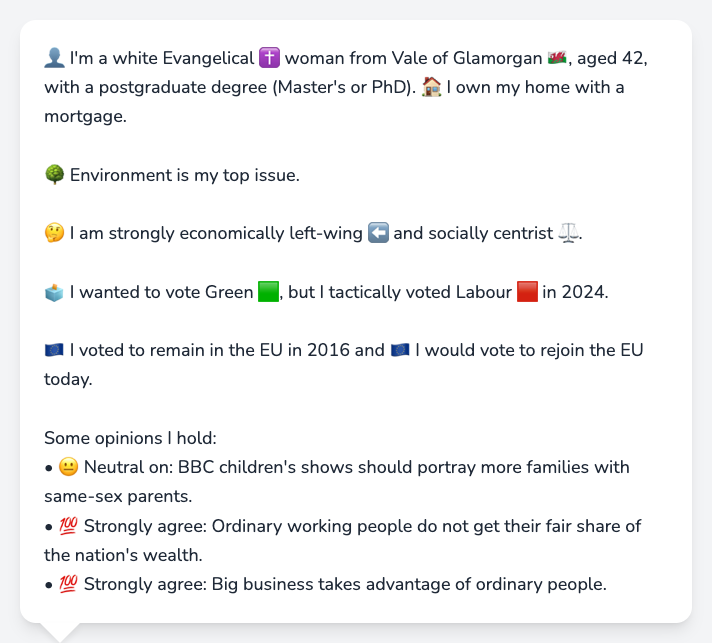 👤 I'm a white Evangelical ✝️ woman from Vale of Glamorgan 🏴󠁧󠁢󠁷󠁬󠁳󠁿, aged 42,
with a postgraduate degree (Master's or PhD). 🏠 I own my home with a
mortgage.
🌳 Environment is my top issue.
🤔 I am strongly economically left-wing ⬅️ and socially centrist ⚖️.
🗳️ I wanted to vote Green 🟩, but I tactically voted Labour 🟥 in 2024.
🇪🇺 I voted to remain in the EU in 2016 and 🇪🇺 I would vote to rejoin the EU
today.
Some opinions I hold:
• 😐 Neutral on: BBC children's shows should portray more families with
same-sex parents.
• 💯 Strongly agree: Ordinary working people do not get their fair share of
the nation's wealth.
• 💯 Strongly agree: Big business takes advantage of ordinary people.